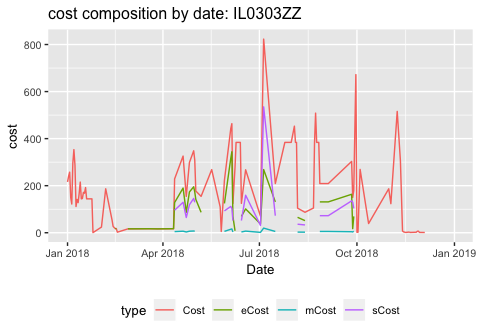 cost composition by date: IL0303ZZ
800
600
400
200
0
cost
Jan 2018 Apr 2018 Jul 2018 Oct 2018 Jan 2019
Date
type Cost eCost mCost sCost